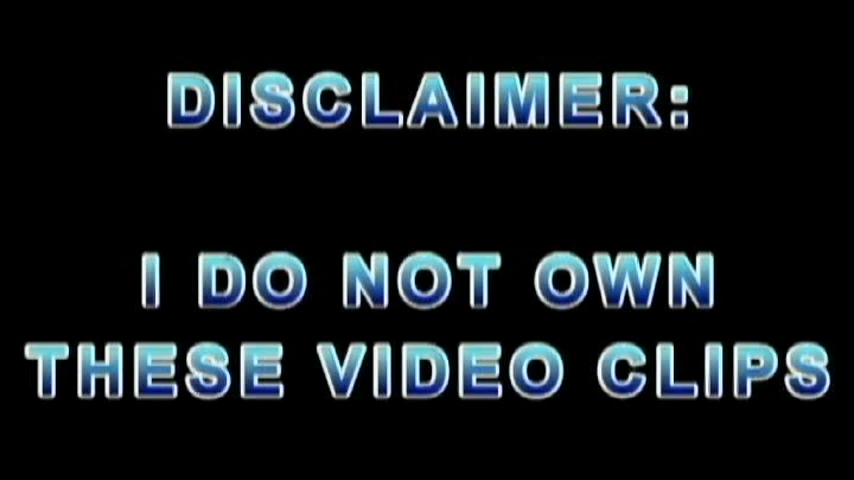 DISCLAIMER:
I DO NOT OWN
THESE VIDEO CLIPS